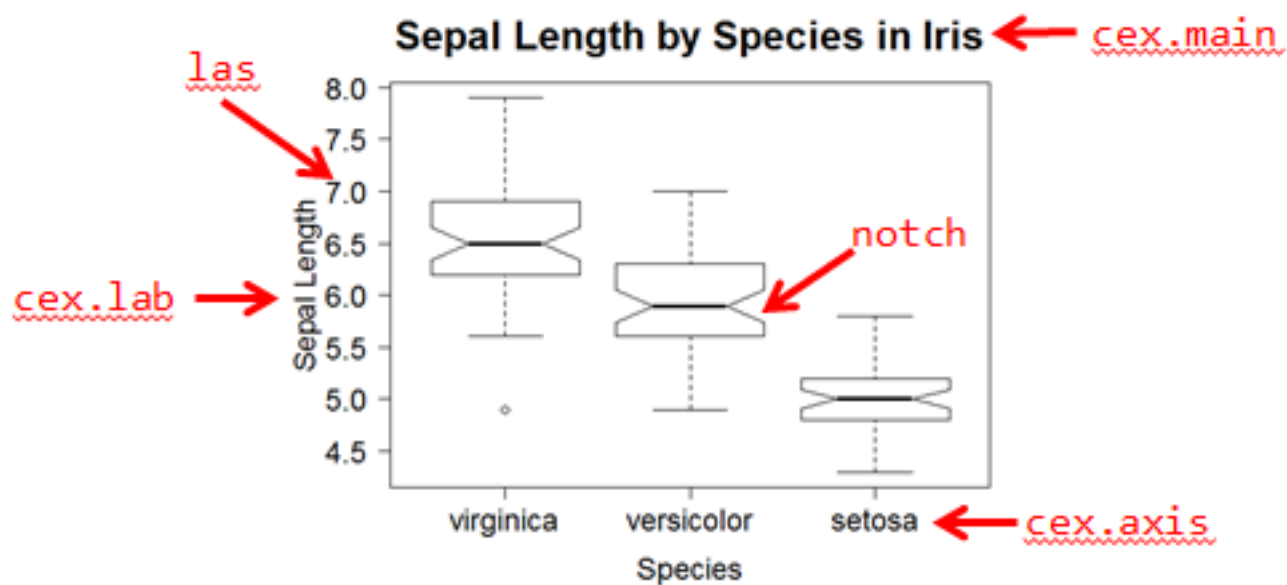 Sepal Length by Species in Iris
cex.main
las
8.0
7.5
7.0
6.5
6.0
5.5
5.0
4.5
Sepal Length
cex.lab
notch
virginica versicolor setosa
cex.axis
Species